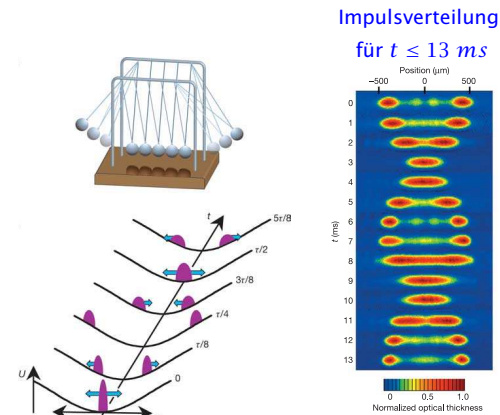 Impulsverteilung
für t ≤ 13 ms
Position (μm)
−500 0 500
0
1
2
3
4
5
6
7
8
9
10
11
12
13
t (ms)
0 0.5 1.0
Normalized optical thickness
t
5τ/8
τ/2
3τ/8
τ/4
τ/8
0
U